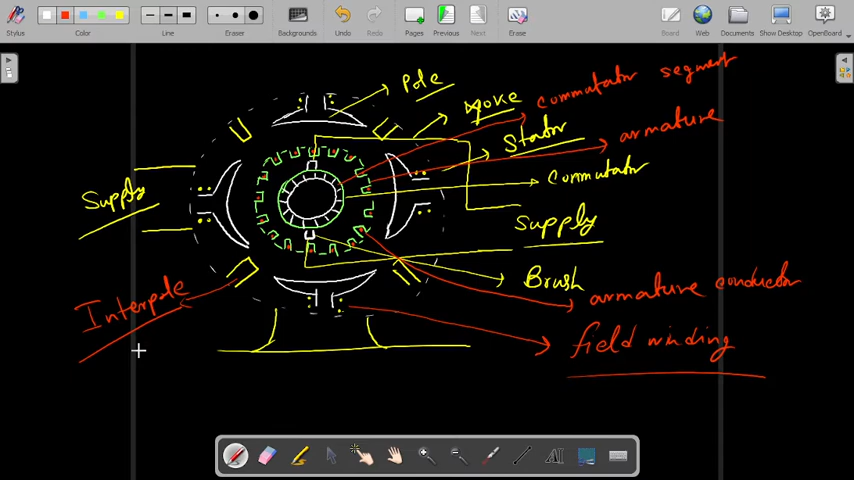 Stylus
Color
Line
Eraser
Backgrounds
Undo
Redo
Pages
Previous
Next
Erase
Board
Web
Documents
Show Desktop
OpenBoard
Pole
commutator segment
Stator
armature
commutator
Supply
Supply
Brush
Interpole
armature conductor
field winding